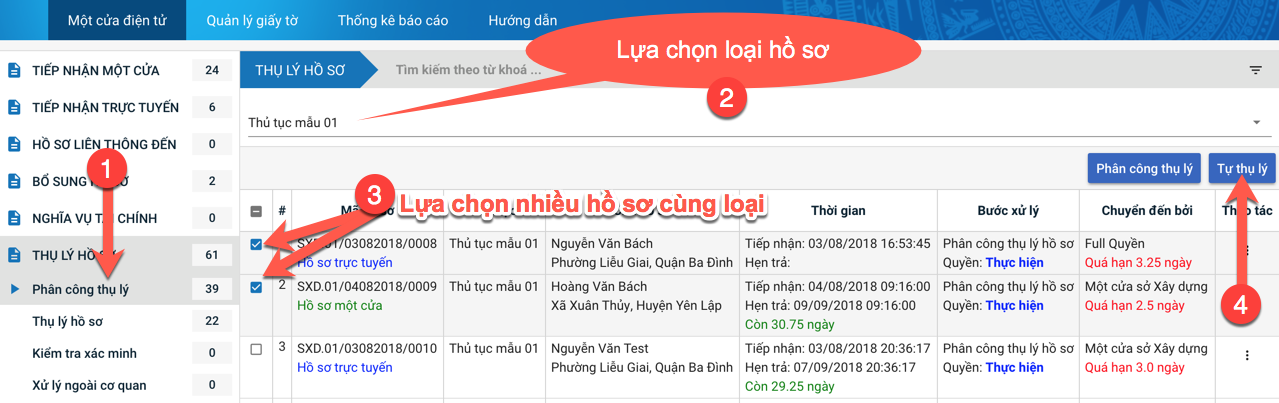 Một cửa điện tử
Quản lý giấy tờ
Thống kê báo cáo
Hướng dẫn
Lựa chọn loại hồ sơ
2
TIẾP NHẬN MỘT CỬA 24
TIẾP NHẬN TRỰC TUYẾN 6
HỒ SƠ LIÊN THÔNG ĐẾN 0
1
BỔ SUNG 2
NGHĨA VỤ CHÍNH 0
THỤ LÝ HỒ 61
Phân công thụ lý 39
Thụ lý hồ sơ 22
Kiểm tra xác minh 0
Xử lý ngoài cơ quan 0
THỤ LÝ HỒ SƠ
Tìm kiếm theo từ khoá ...
Thủ tục mẫu 01
Phân công thụ lý
Tự thụ lý
3
Lựa chọn nhiều hồ sơ cùng loại
# Thời gian Bước xử lý Chuyển đến bởi tác
SXD.01/03082018/0008 Thủ tục mẫu 01 Nguyễn Văn Bách Tiếp nhận: 03/08/2018 16:53:45 Phân công thụ lý hồ sơ Full Quyền
Hồ sơ trực tuyến Phường Liễu Giai, Quận Ba Đình Hẹn trả: Quyền: Thực hiện Quá hạn 3.25 ngày
2 SXD.01/04082018/0009 Thủ tục mẫu 01 Hoàng Văn Bách Tiếp nhận: 04/08/2018 09:16:00 Phân công thụ lý hồ sơ Một cửa sở Xây dựng
Hồ sơ một cửa Xã Xuân Thủy, Huyện Yên Lập Hẹn trả: 09/09/2018 09:16:00 Quyền: Thực hiện Quá hạn 2.5 ngày
Còn 30.75 ngày
4
3 SXD.01/03082018/0010 Thủ tục mẫu 01 Nguyễn Văn Test Tiếp nhận: 03/08/2018 20:36:17 Phân công thụ lý hồ sơ Một cửa sở Xây dựng
Hồ sơ trực tuyến Phường Liễu Giai, Quận Ba Đình Hẹn trả: 07/09/2018 20:36:17 Quyền: Thực hiện Quá hạn 3.0 ngày
Còn 29.25 ngày